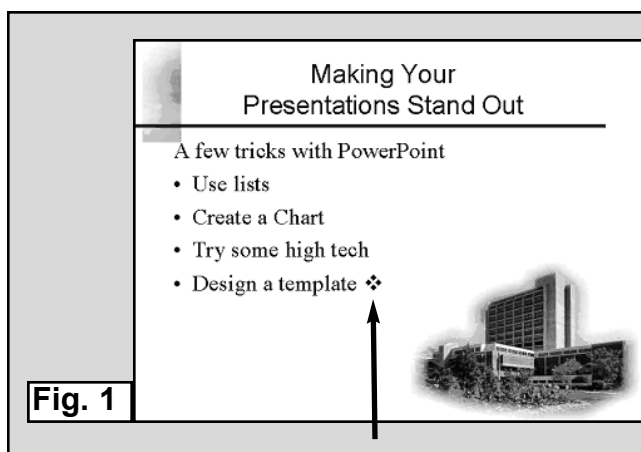 Making Your
Presentations Stand Out
A few tricks with PowerPoint
• Use lists
• Create a Chart
• Try some high tech
• Design a template ❖
Fig. 1